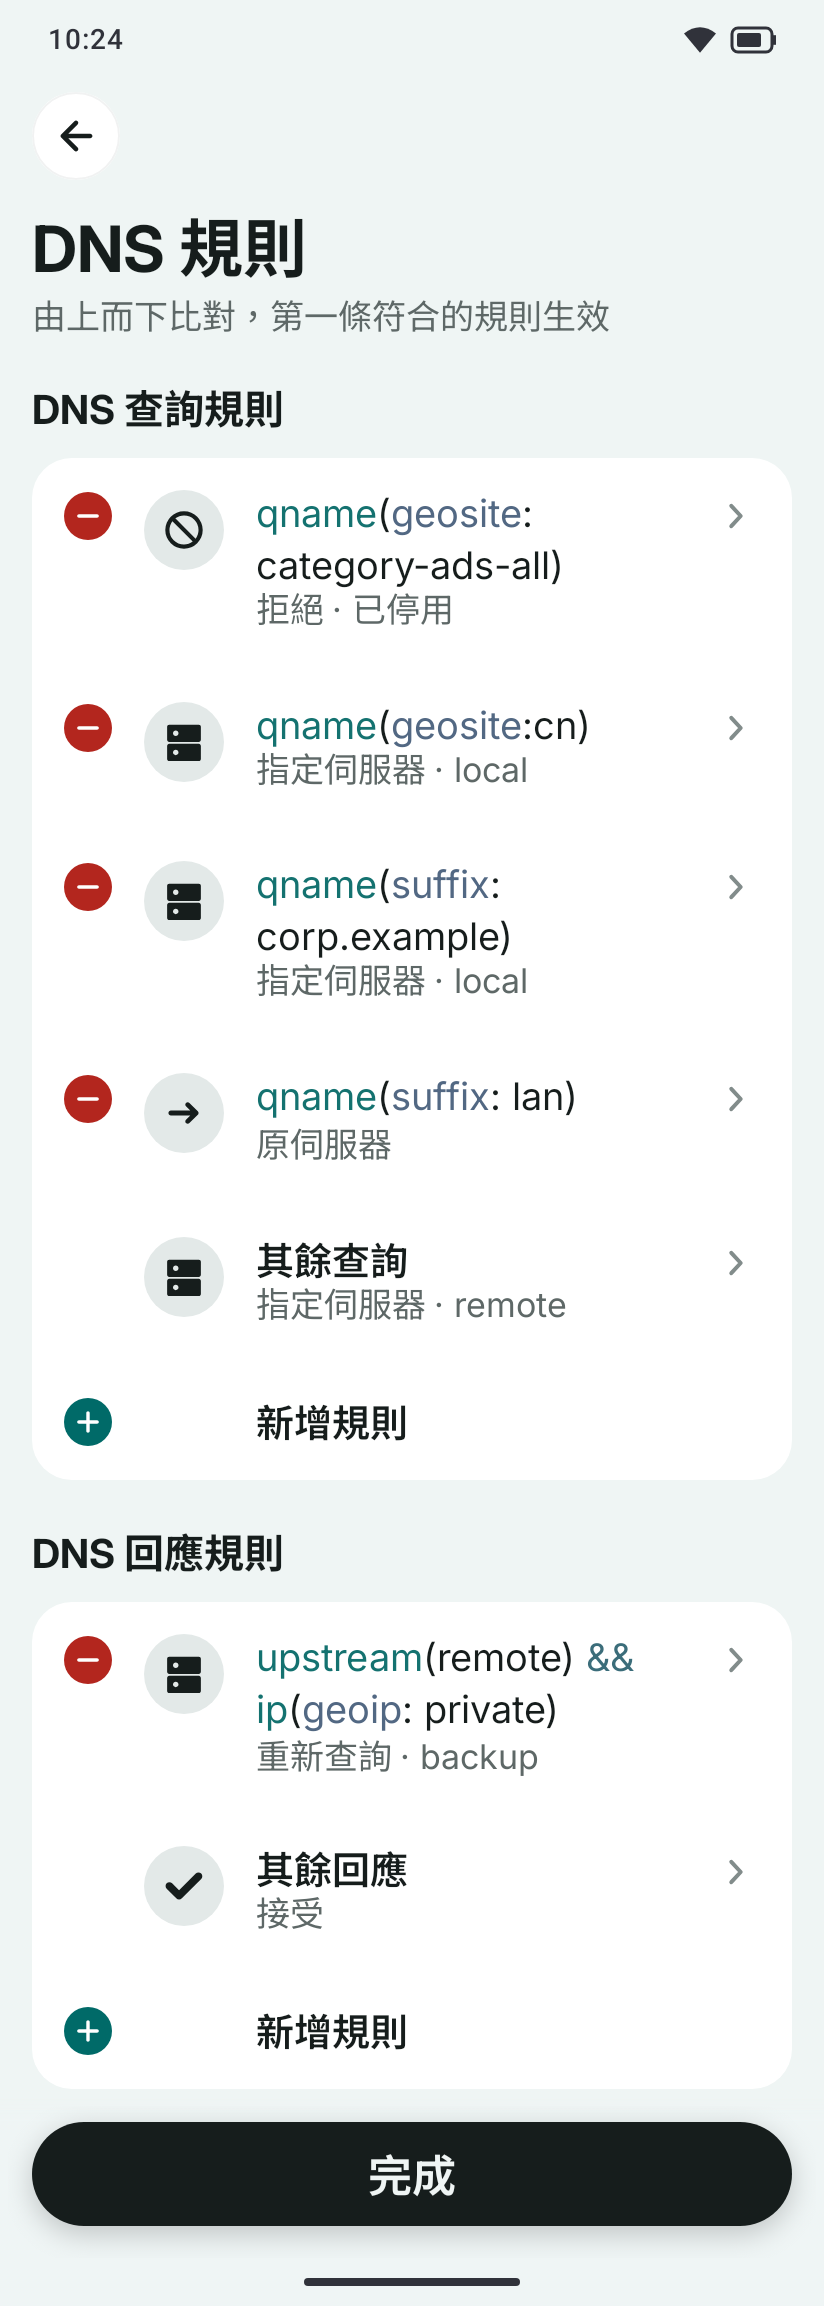 10:24
DNS 規則
由上而下比對，第一條符合的規則生效
DNS 查詢規則
qname(geosite:
category-ads-all)
拒絕 · 已停用
qname(geosite:cn)
指定伺服器 · local
qname(suffix:
corp.example)
指定伺服器 · local
qname(suffix: lan)
原伺服器
其餘查詢
指定伺服器 · remote
新增規則
DNS 回應規則
upstream(remote) &&
ip(geoip: private)
重新查詢 · backup
其餘回應
接受
新增規則
完成